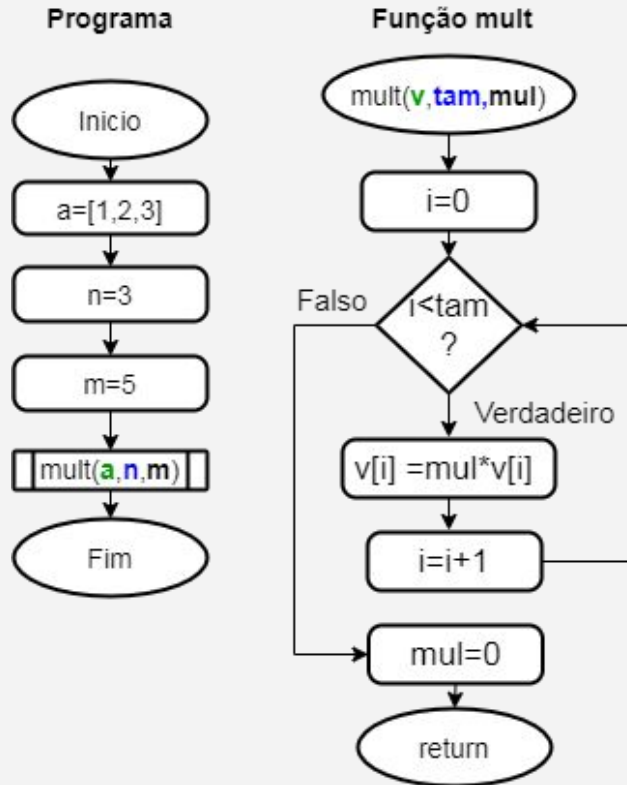 Programa
Inicio
a=[1,2,3]
n=3
m=5
mult(a,n,m)
Fim
Função mult
mult(v,tam,mul)
i=0
i<tam
?
Falso
Verdadeiro
v[i] =mul*v[i]
i=i+1
mul=0
return